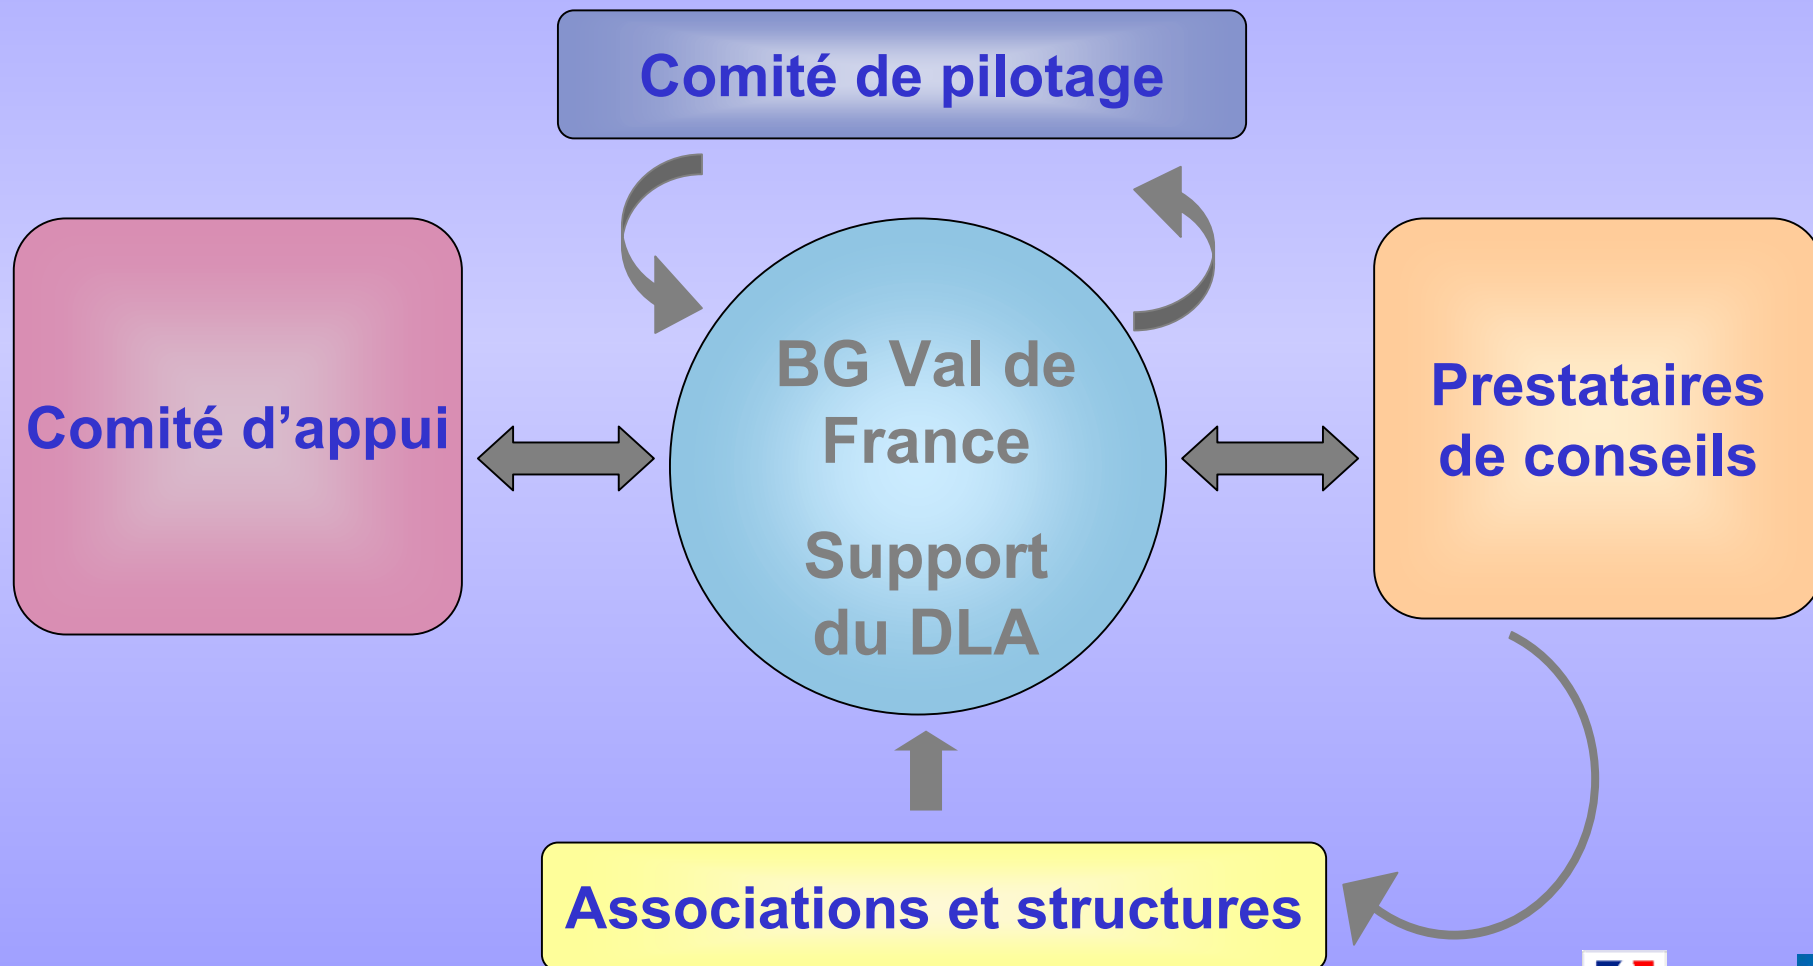 Comité de pilotage
Comité d’appui
BG Val de
France
Support
du DLA
Prestataires
de conseils
Associations et structures